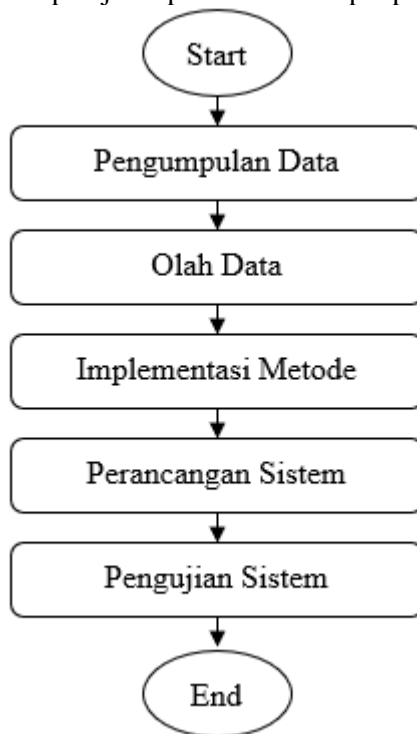 Start
Pengumpulan Data
Olah Data
Implementasi Metode
Perancangan Sistem
Pengujian Sistem
End